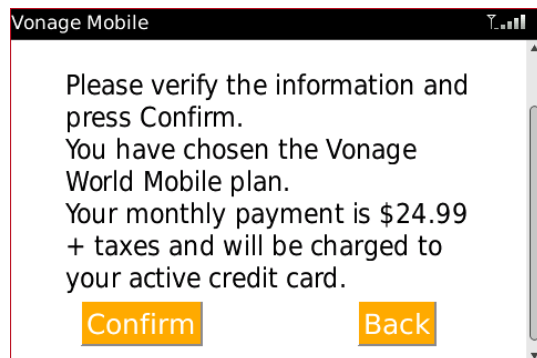 Vonage Mobile
Please verify the information and
press Confirm.
You have chosen the Vonage
World Mobile plan.
Your monthly payment is $24.99
+ taxes and will be charged to
your active credit card.
Confirm Back